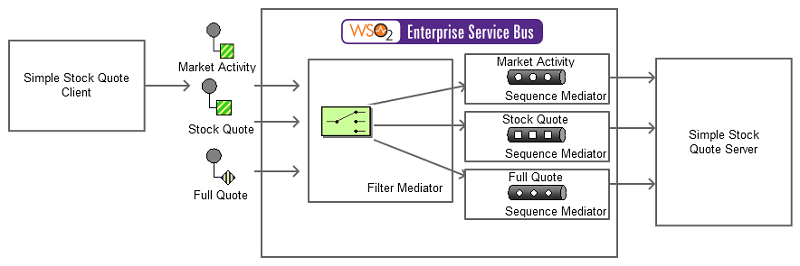 WSO2 Enterprise Service Bus
Simple Stock Quote
Client
Market Activity
Stock Quote
Full Quote
Filter Mediator
Market Activity
Sequence Mediator
Stock Quote
Sequence Mediator
Full Quote
Sequence Mediator
Simple Stock
Quote Server